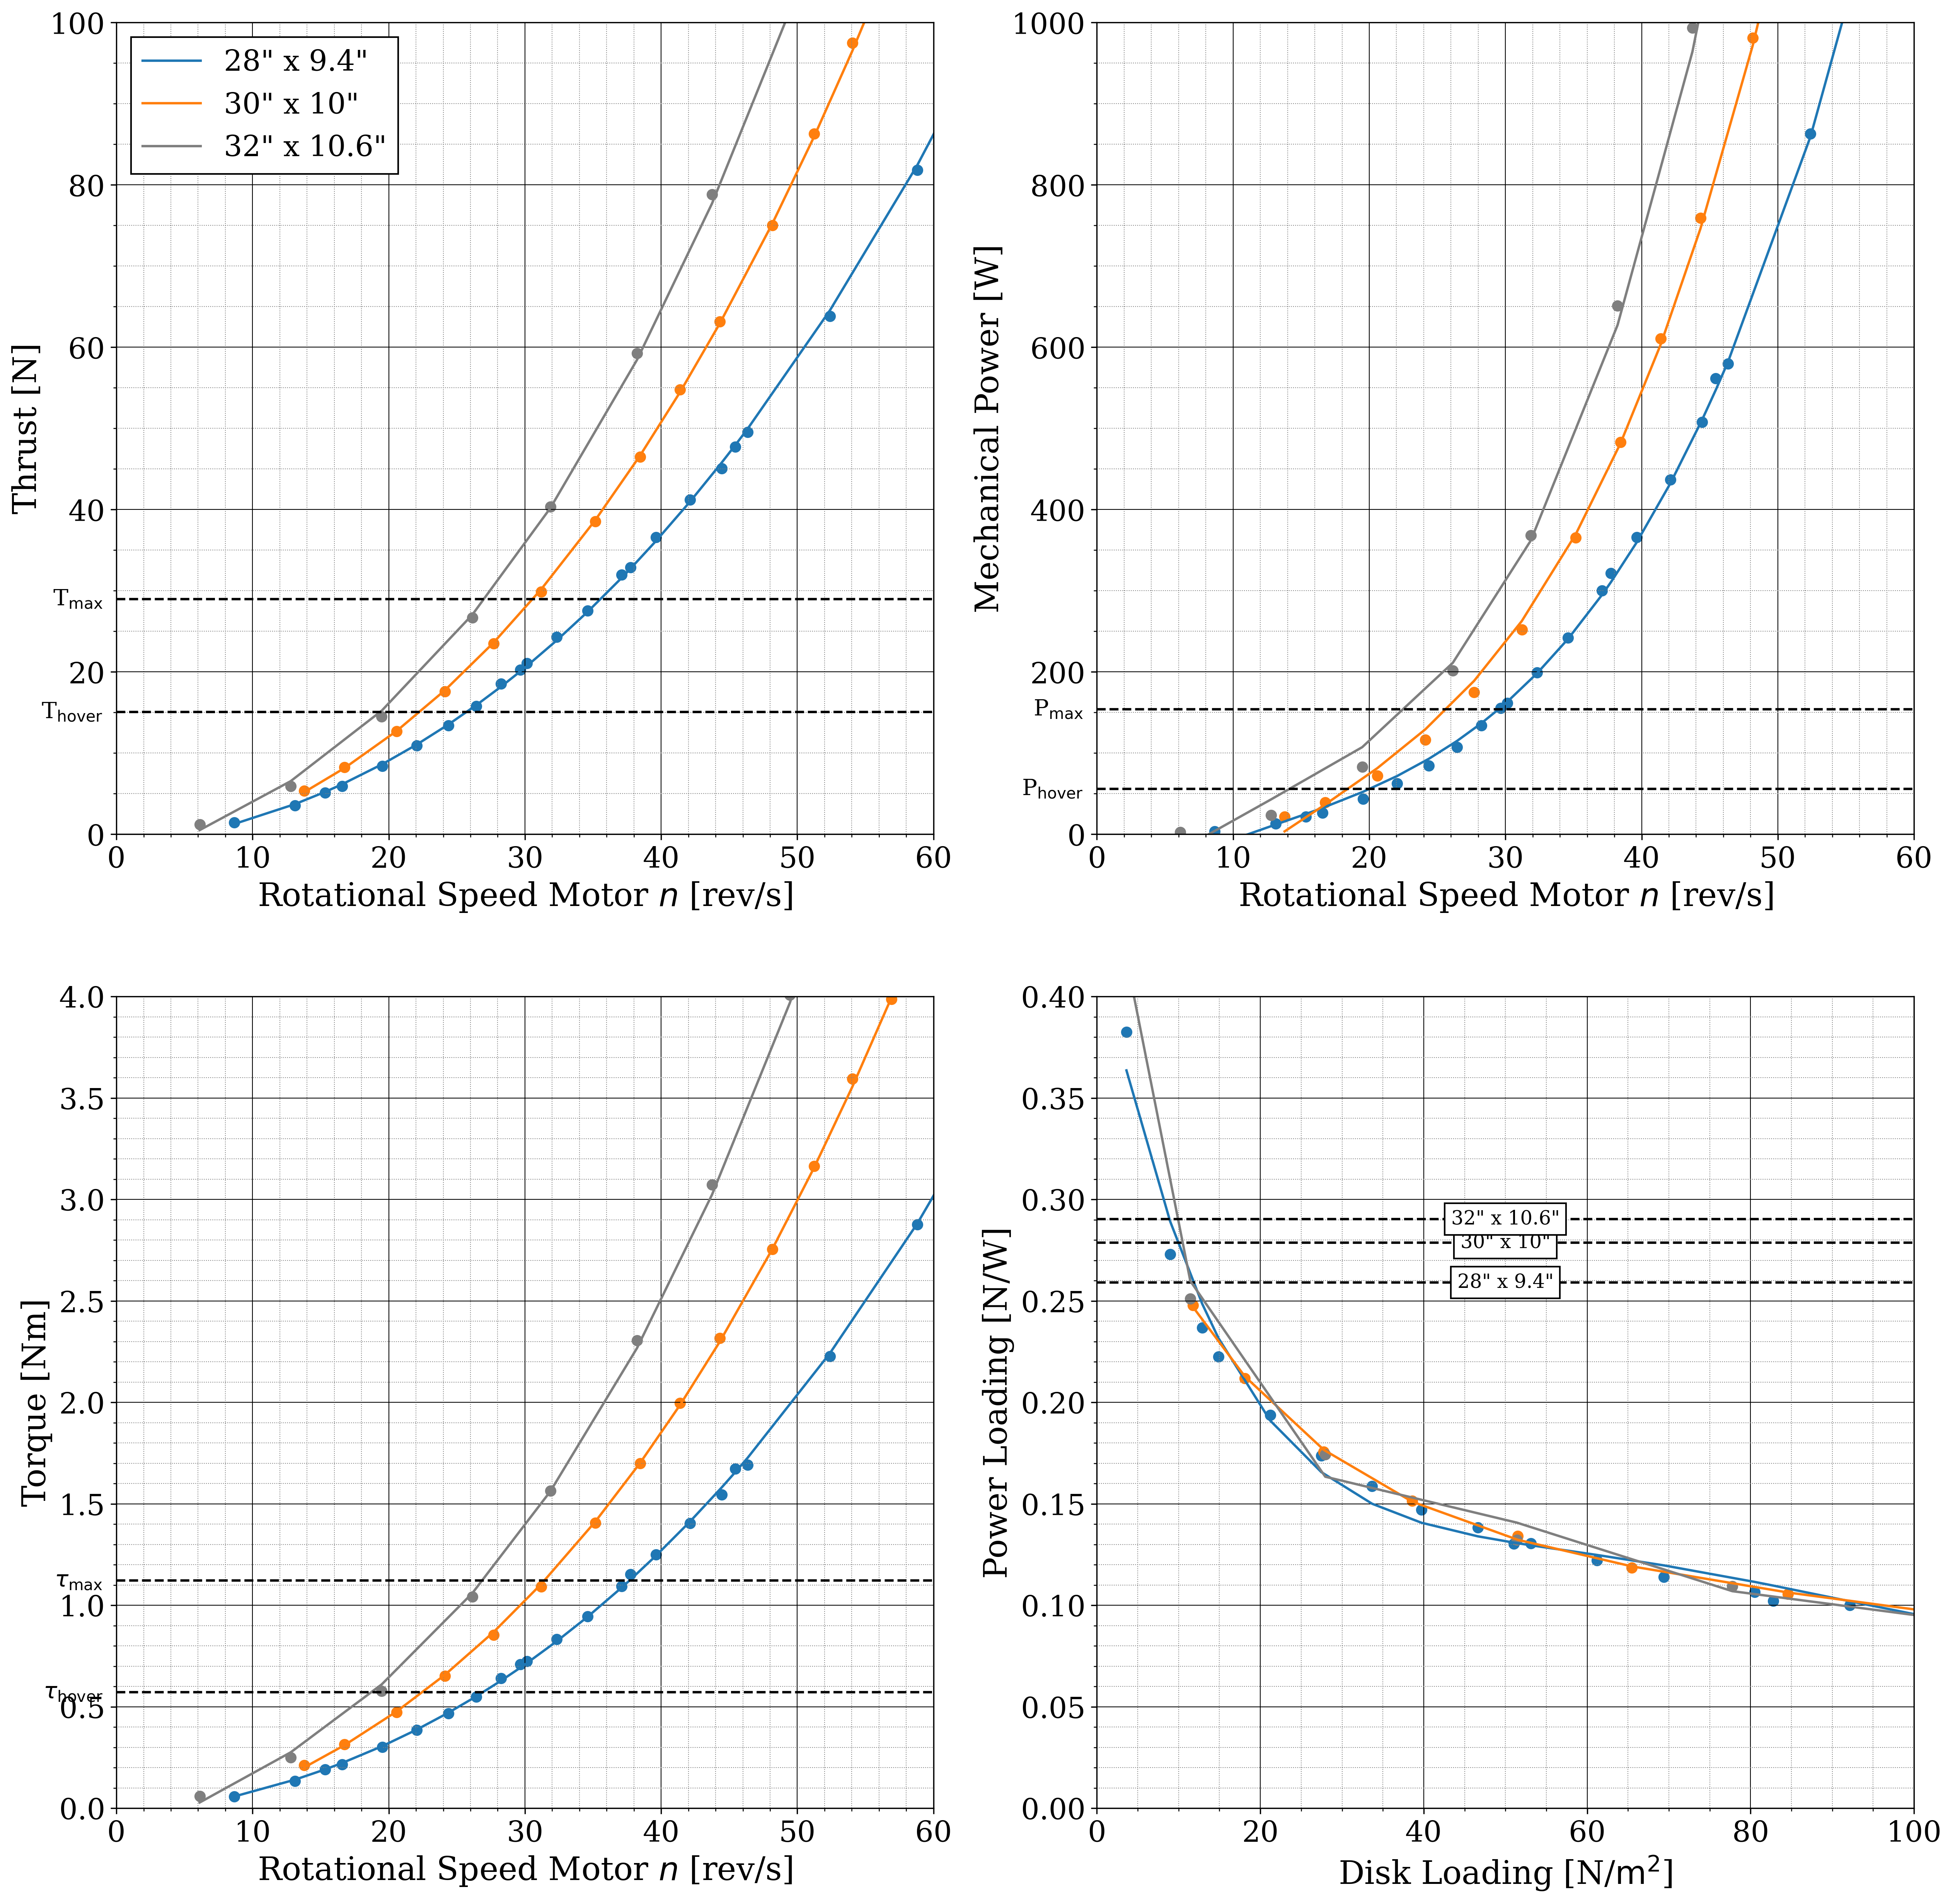 100
80
60
40
20
0
Thrust [N]
T_max
T_hover
28" x 9.4"
30" x 10"
32" x 10.6"
0 10 20 30 40 50 60
Rotational Speed Motor n [rev/s]
1000
800
600
400
200
0
Mechanical Power [W]
P_max
P_hover
0 10 20 30 40 50 60
Rotational Speed Motor n [rev/s]
4.0
3.5
3.0
2.5
2.0
1.5
1.0
0.5
0.0
Torque [Nm]
τ_max
τ_hover
0 10 20 30 40 50 60
Rotational Speed Motor n [rev/s]
0.40
0.35
0.30
0.25
0.20
0.15
0.10
0.05
0.00
Power Loading [N/W]
32" x 10.6"
30" x 10"
28" x 9.4"
0 20 40 60 80 100
Disk Loading [N/m²]